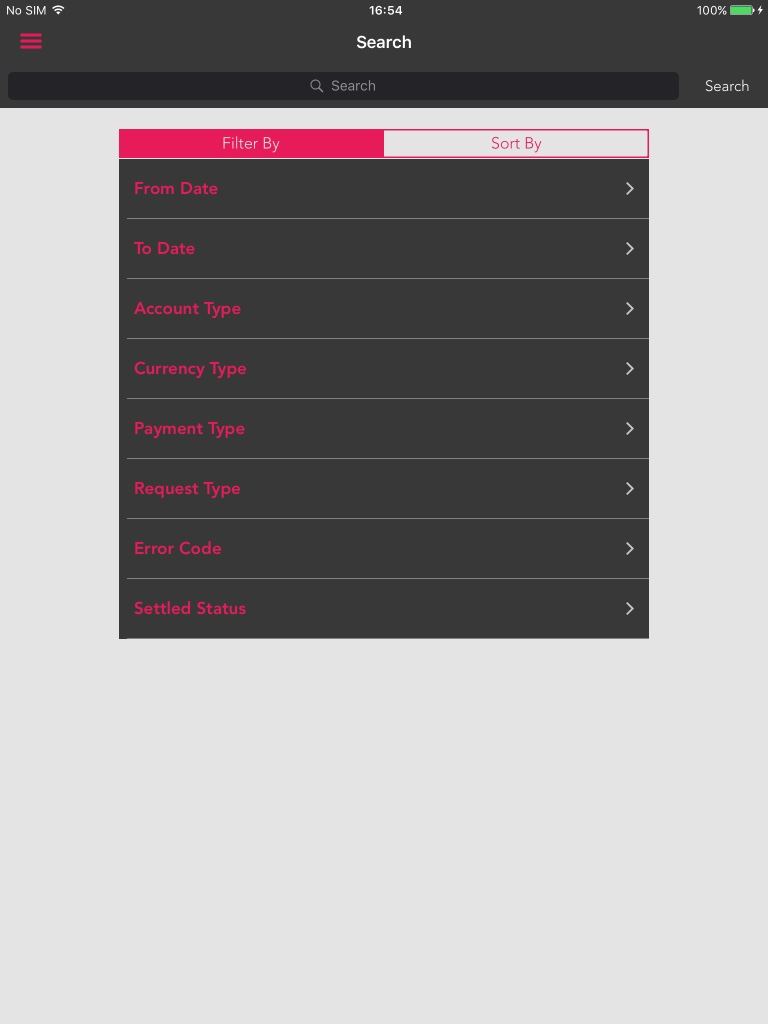 No SIM 16:54 100%
Search
Search Search
Filter By Sort By
From Date
To Date
Account Type
Currency Type
Payment Type
Request Type
Error Code
Settled Status